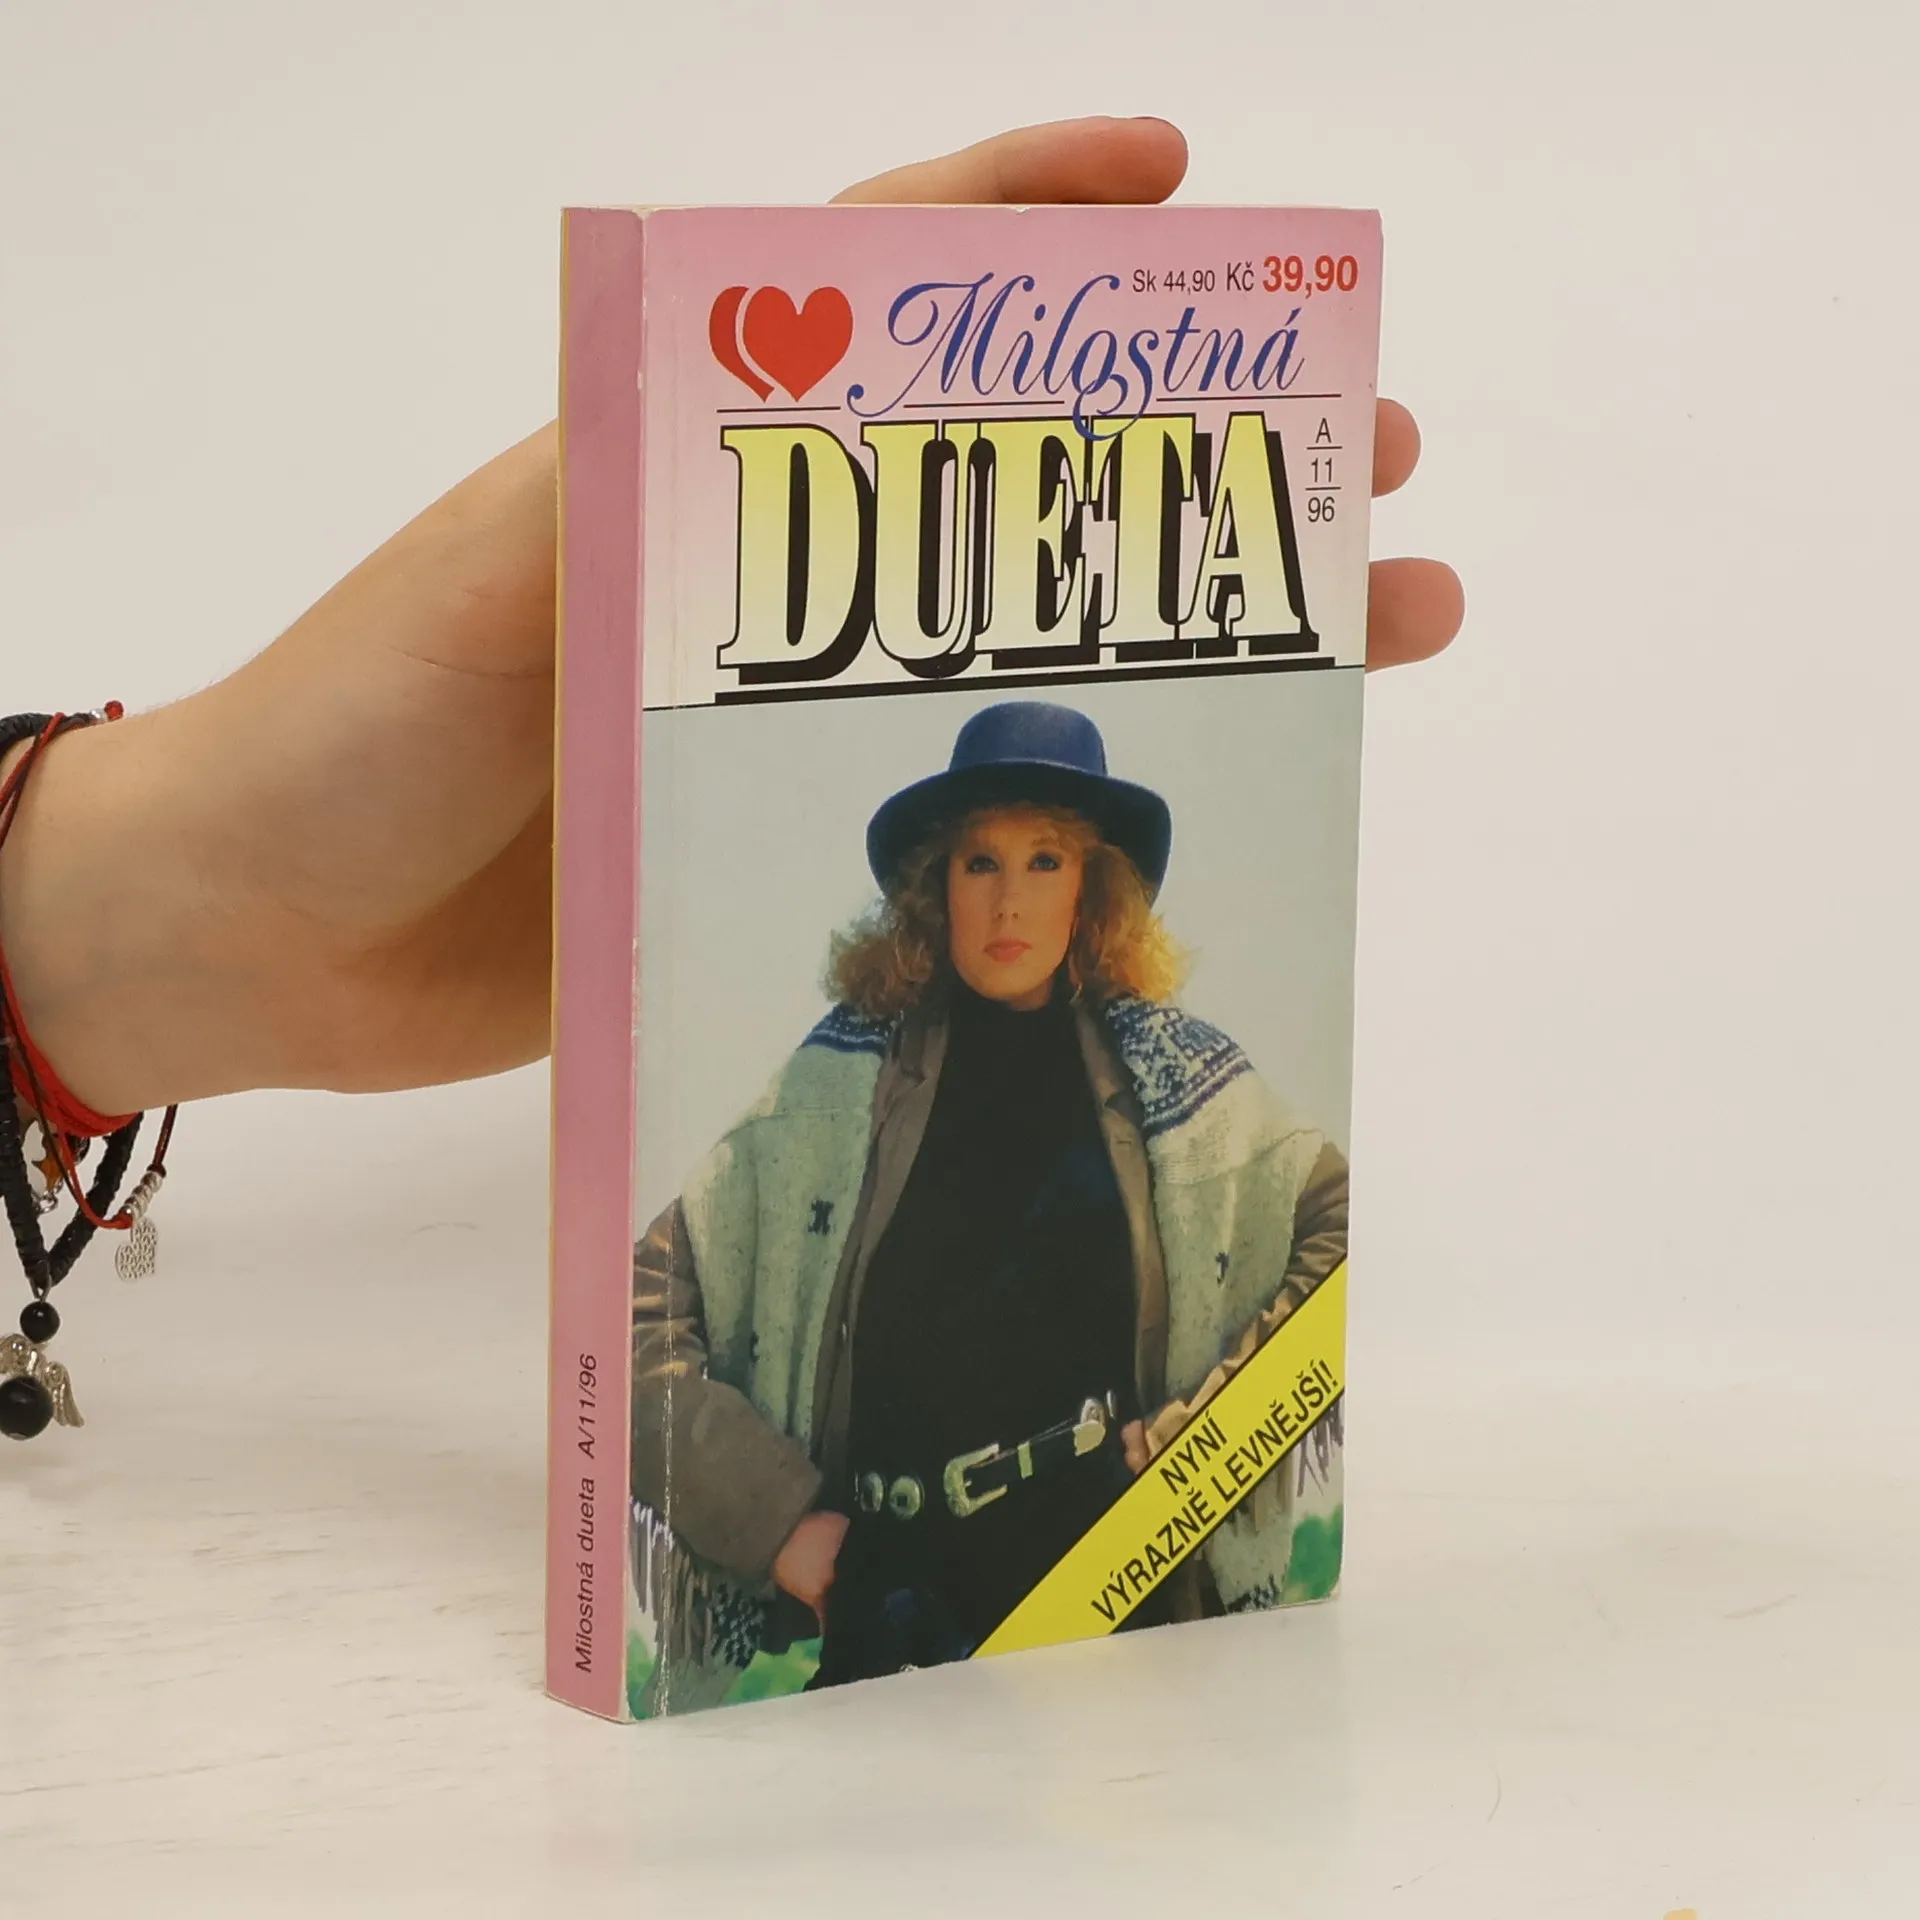 Sk 44,90 Kč 39,90
Milostná
DUETA
A
11
96
NYNÍ
VÝRAZNĚ LEVNĚJŠÍ!
Milostná dueta A/11/96